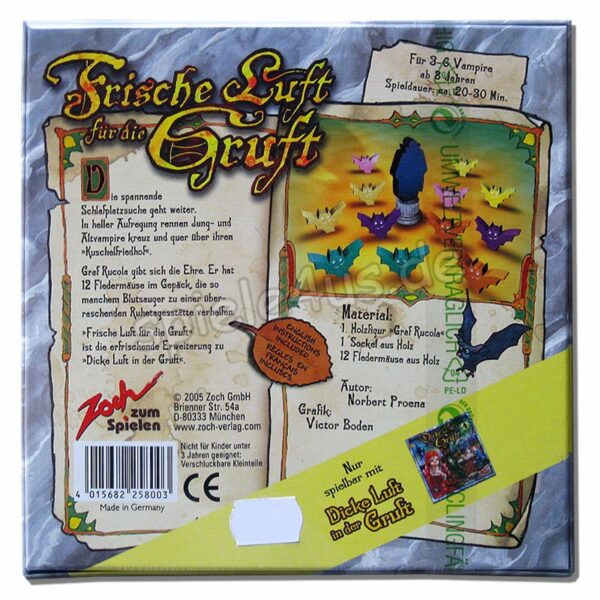 Frische Luft
für die
Gruft
Für 3-6 Vampire
ab 8 Jahren
Spieldauer: ca. 20-30 Min.
Die spannende
Schlafplatzsuche geht weiter.
In heller Aufregung rennen Jung- und
Altvampire kreuz und quer über ihren
»Kuschelfriedhof«.
Graf Rucola gibt sich die Ehre. Er hat
12 Fledermäuse im Gepäck, die so
manchem Blutsauger zu einer über-
raschenden Ruhetagesstätte verhelfen.
»Frische Luft für die Gruft«
ist die erfrischende Erweiterung zu
»Dicke Luft in der Gruft«.
ENGLISH
INSTRUCTIONS
INCLUDED
RÈGLES EN
FRANÇAIS
INCLUSES.
Material:
1 Holzfigur »Graf Rucola«
1 Sockel aus Holz
12 Fledermäuse aus Holz
Autor:
Norbert Proena
Grafik:
Victor Boden
Zoch
zum
Spielen
© 2005 Zoch GmbH
Brienner Str. 54a
D-80333 München
www.zoch-verlag.com
Nicht für Kinder unter
3 Jahren geeignet:
Verschluckbare Kleinteile
CE
4 015682 258003
Made in Germany
Nur
spielbar mit
Dicke Luft
in der
Gruft
PE-LD
spiele4us.de